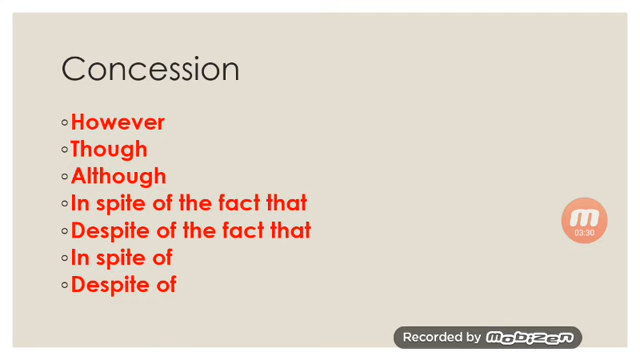 Concession
However
Though
Although
In spite of the fact that
Despite of the fact that
In spite of
Despite of
03:30
Recorded by mobizen